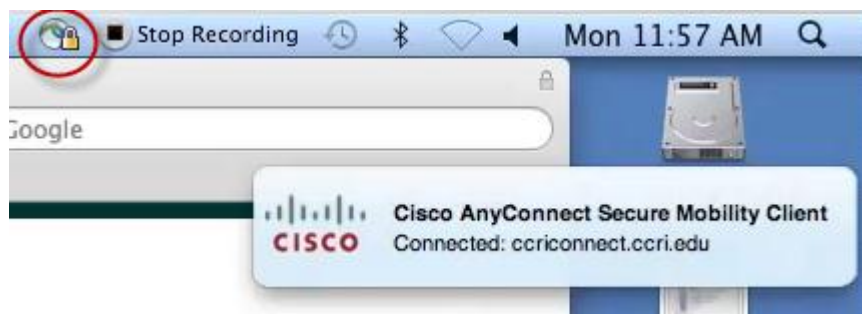 Stop Recording Mon 11:57 AM
Google
CISCO
Cisco AnyConnect Secure Mobility Client
Connected: ccriconnect.ccri.edu